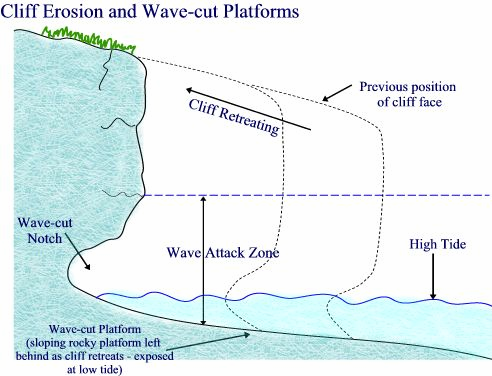 Cliff Erosion and Wave-cut Platforms
Previous position
of cliff face
Cliff Retreating
Wave-cut
Notch
Wave Attack Zone
High Tide
Wave-cut Platform
(sloping rocky platform left
behind as cliff retreats - exposed
at low tide)